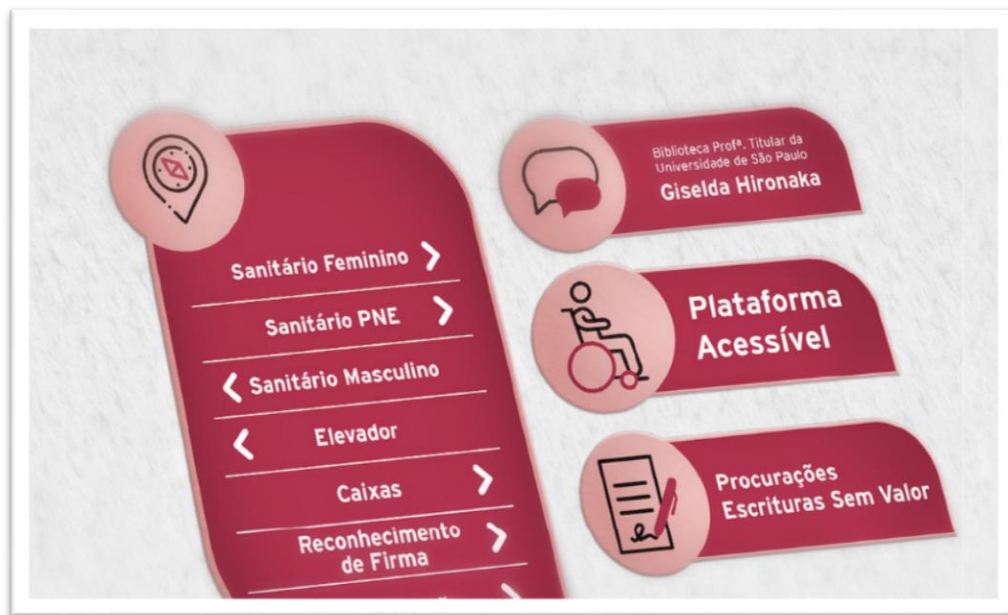 Sanitário Feminino
Sanitário PNE
Sanitário Masculino
Elevador
Caixas
Reconhecimento
de Firma
Biblioteca Profª. Titular da
Universidade de São Paulo
Giselda Hironaka
Plataforma
Acessível
Procurações
Escrituras Sem Valor